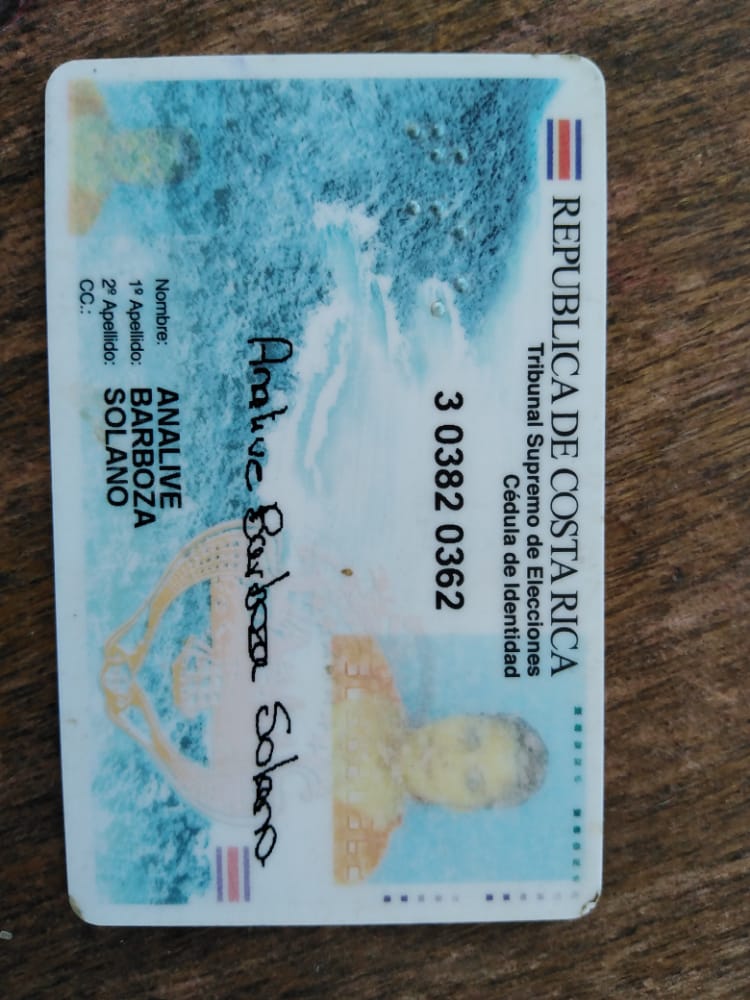 REPUBLICA DE COSTA RICA
Tribunal Supremo de Elecciones
Cédula de Identidad
3 0382 0362
Analive Barboza Solano
Nombre: ANALIVE
1º Apellido: BARBOZA
2º Apellido: SOLANO
CC.: